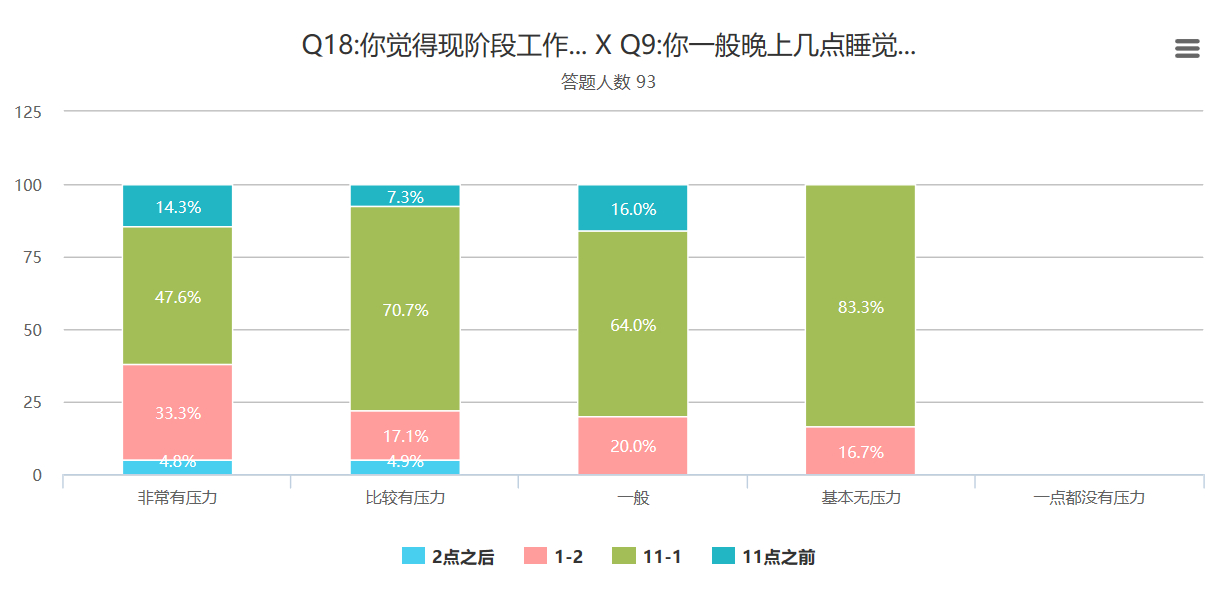 Q18:你觉得现阶段工作... X Q9:你一般晚上几点睡觉...
答题人数 93
125
100
75
50
25
0
14.3%
47.6%
33.3%
4.8%
7.3%
70.7%
17.1%
4.9%
16.0%
64.0%
20.0%
83.3%
16.7%
非常有压力
比较有压力
一般
基本无压力
一点都没有压力
2点之后
1-2
11-1
11点之前